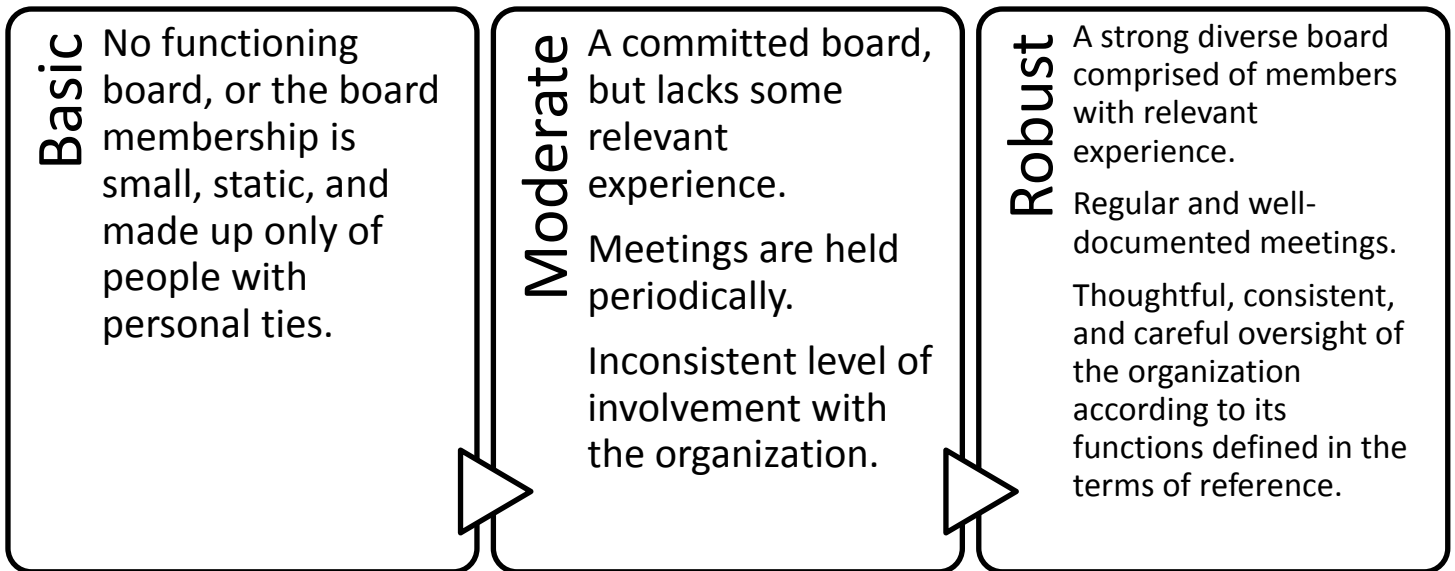 Basic
No functioning
board, or the board
membership is
small, static, and
made up only of
people with
personal ties.
Moderate
A committed board,
but lacks some
relevant
experience.
Meetings are held
periodically.
Inconsistent level of
involvement with
the organization.
Robust
A strong diverse board
comprised of members
with relevant
experience.
Regular and well-
documented meetings.
Thoughtful, consistent,
and careful oversight of
the organization
according to its
functions defined in the
terms of reference.